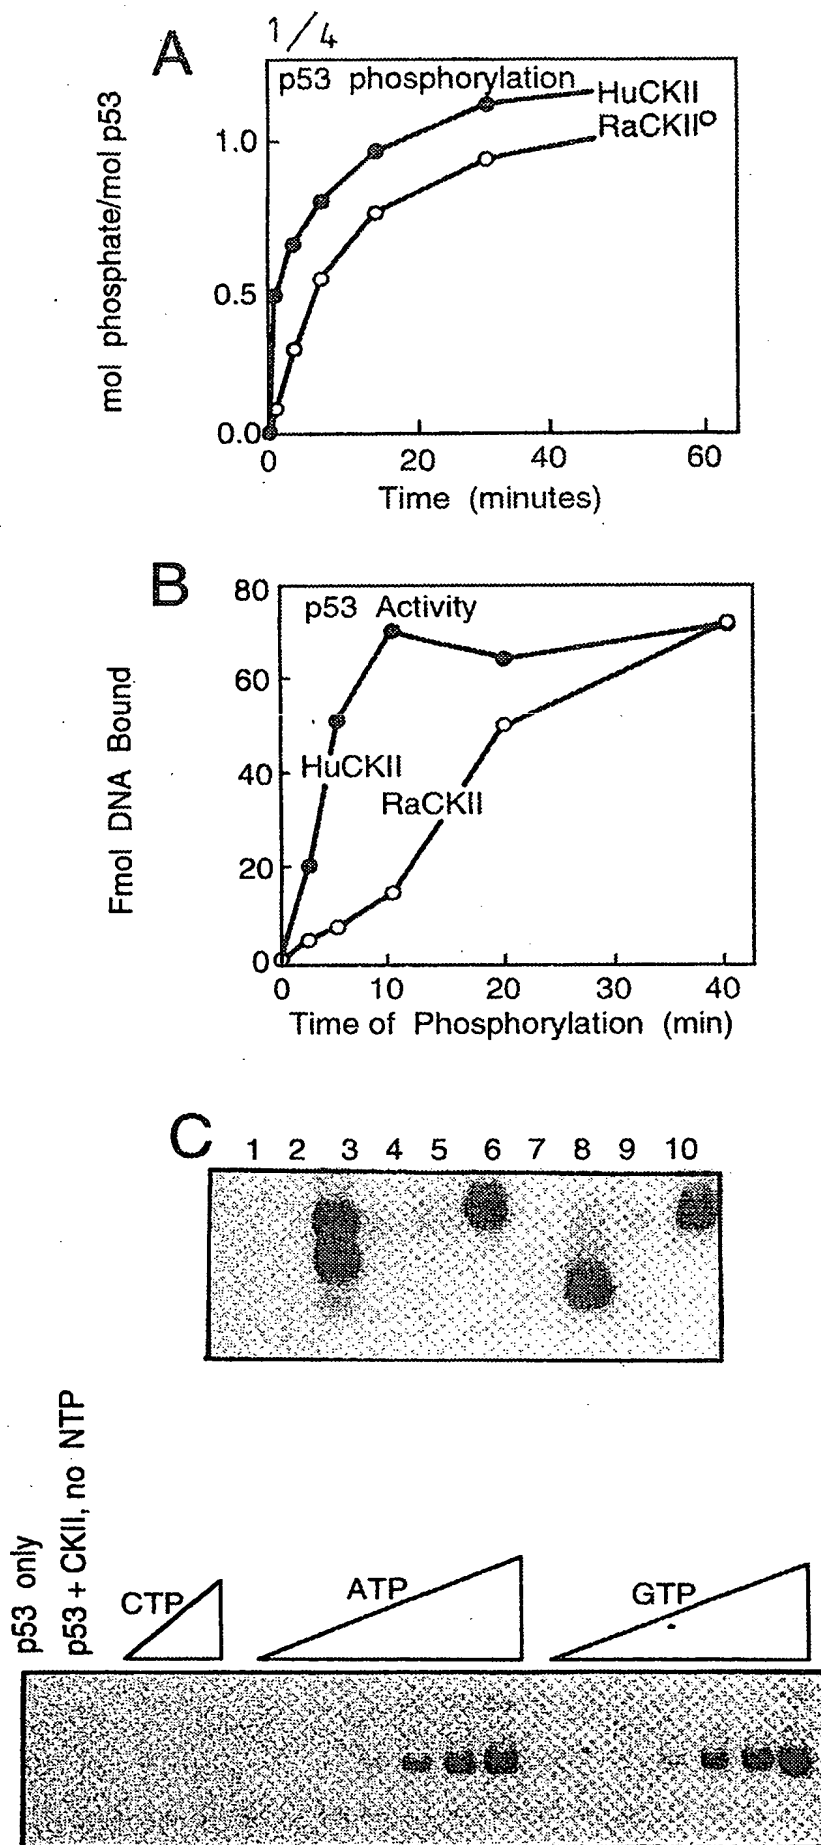 1/4
A
p53 phosphorylation
HuCKII
RaCKII
mol phosphate/mol p53
1.0
0.5
0.0
0 20 40 60
Time (minutes)
B
p53 Activity
HuCKII
RaCKII
Fmol DNA Bound
80
60
40
20
0
0 10 20 30 40
Time of Phosphorylation (min)
C
1 2 3 4 5 6 7 8 9 10
p53 only
p53 + CKII, no NTP
CTP
ATP
GTP